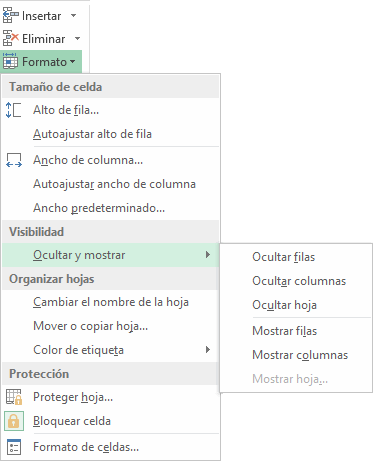 Insertar
Eliminar
Formato
Tamaño de celda
Alto de fila...
Autoajustar alto de fila
Ancho de columna...
Autoajustar ancho de columna
Ancho predeterminado...
Visibilidad
Ocultar y mostrar
Organizar hojas
Cambiar el nombre de la hoja
Mover o copiar hoja...
Color de etiqueta
Protección
Proteger hoja...
Bloquear celda
Formato de celdas...
Ocultar filas
Ocultar columnas
Ocultar hoja
Mostrar filas
Mostrar columnas
Mostrar hoja...